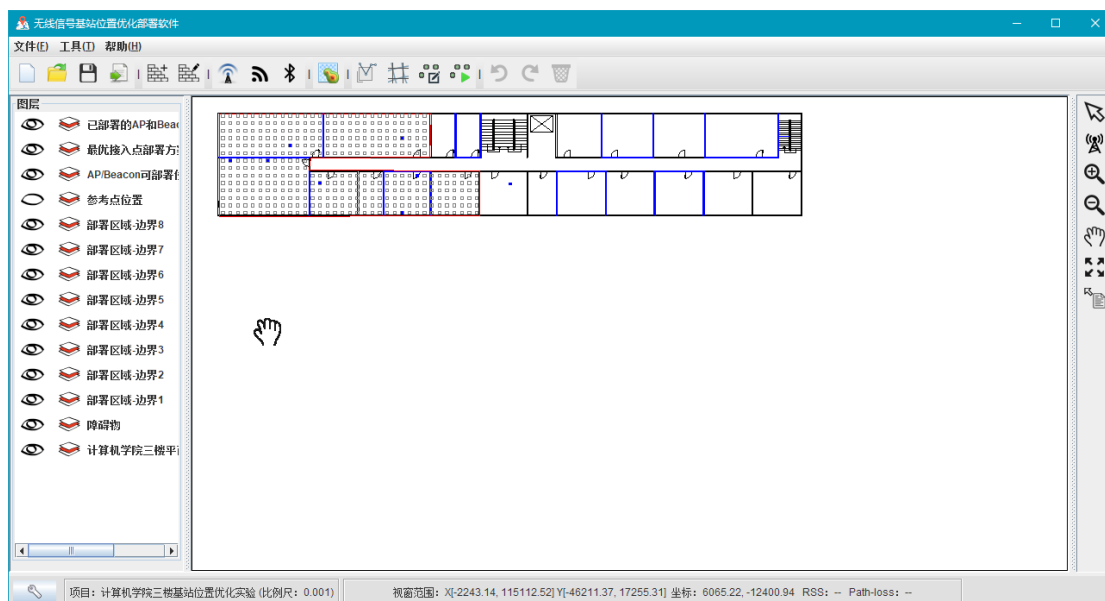 无线信号基站位置优化部署软件
文件(F) 工具(T) 帮助(H)
图层
已部署的AP和Bea
最优接入点部署方
AP/Beacon可部署
参考点位置
部署区域-边界8
部署区域-边界7
部署区域-边界6
部署区域-边界5
部署区域-边界4
部署区域-边界3
部署区域-边界2
部署区域-边界1
障碍物
计算机学院三楼平
项目: 计算机学院三楼基站位置优化实验 (比例尺: 0.001)
视窗范围: X[-2243.14, 115112.52] Y[-46211.37, 17255.31] 坐标: 6065.22, -12400.94 RSS: -- Path-loss: --